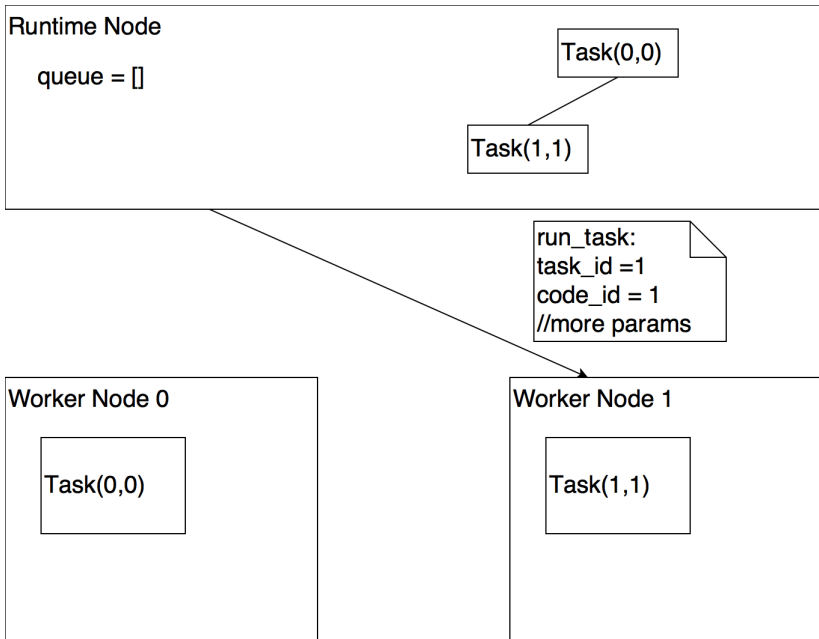 Runtime Node
queue = []
Task(0,0)
Task(1,1)
run_task:
task_id =1
code_id = 1
//more params
Worker Node 0
Task(0,0)
Worker Node 1
Task(1,1)